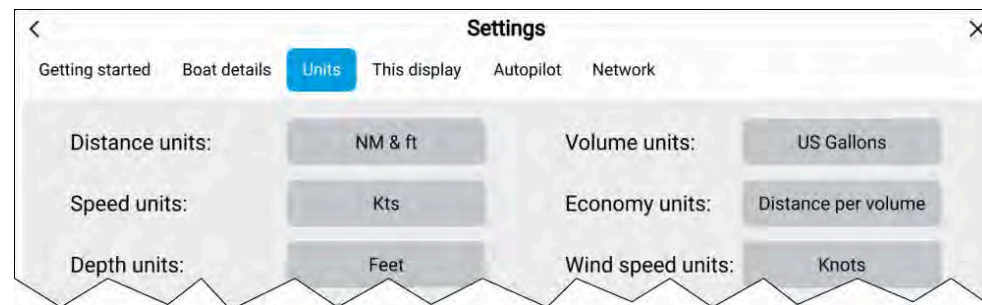 Settings
Getting started Boat details Units This display Autopilot Network
Distance units: NM & ft Volume units: US Gallons
Speed units: Kts Economy units: Distance per volume
Depth units: Feet Wind speed units: Knots